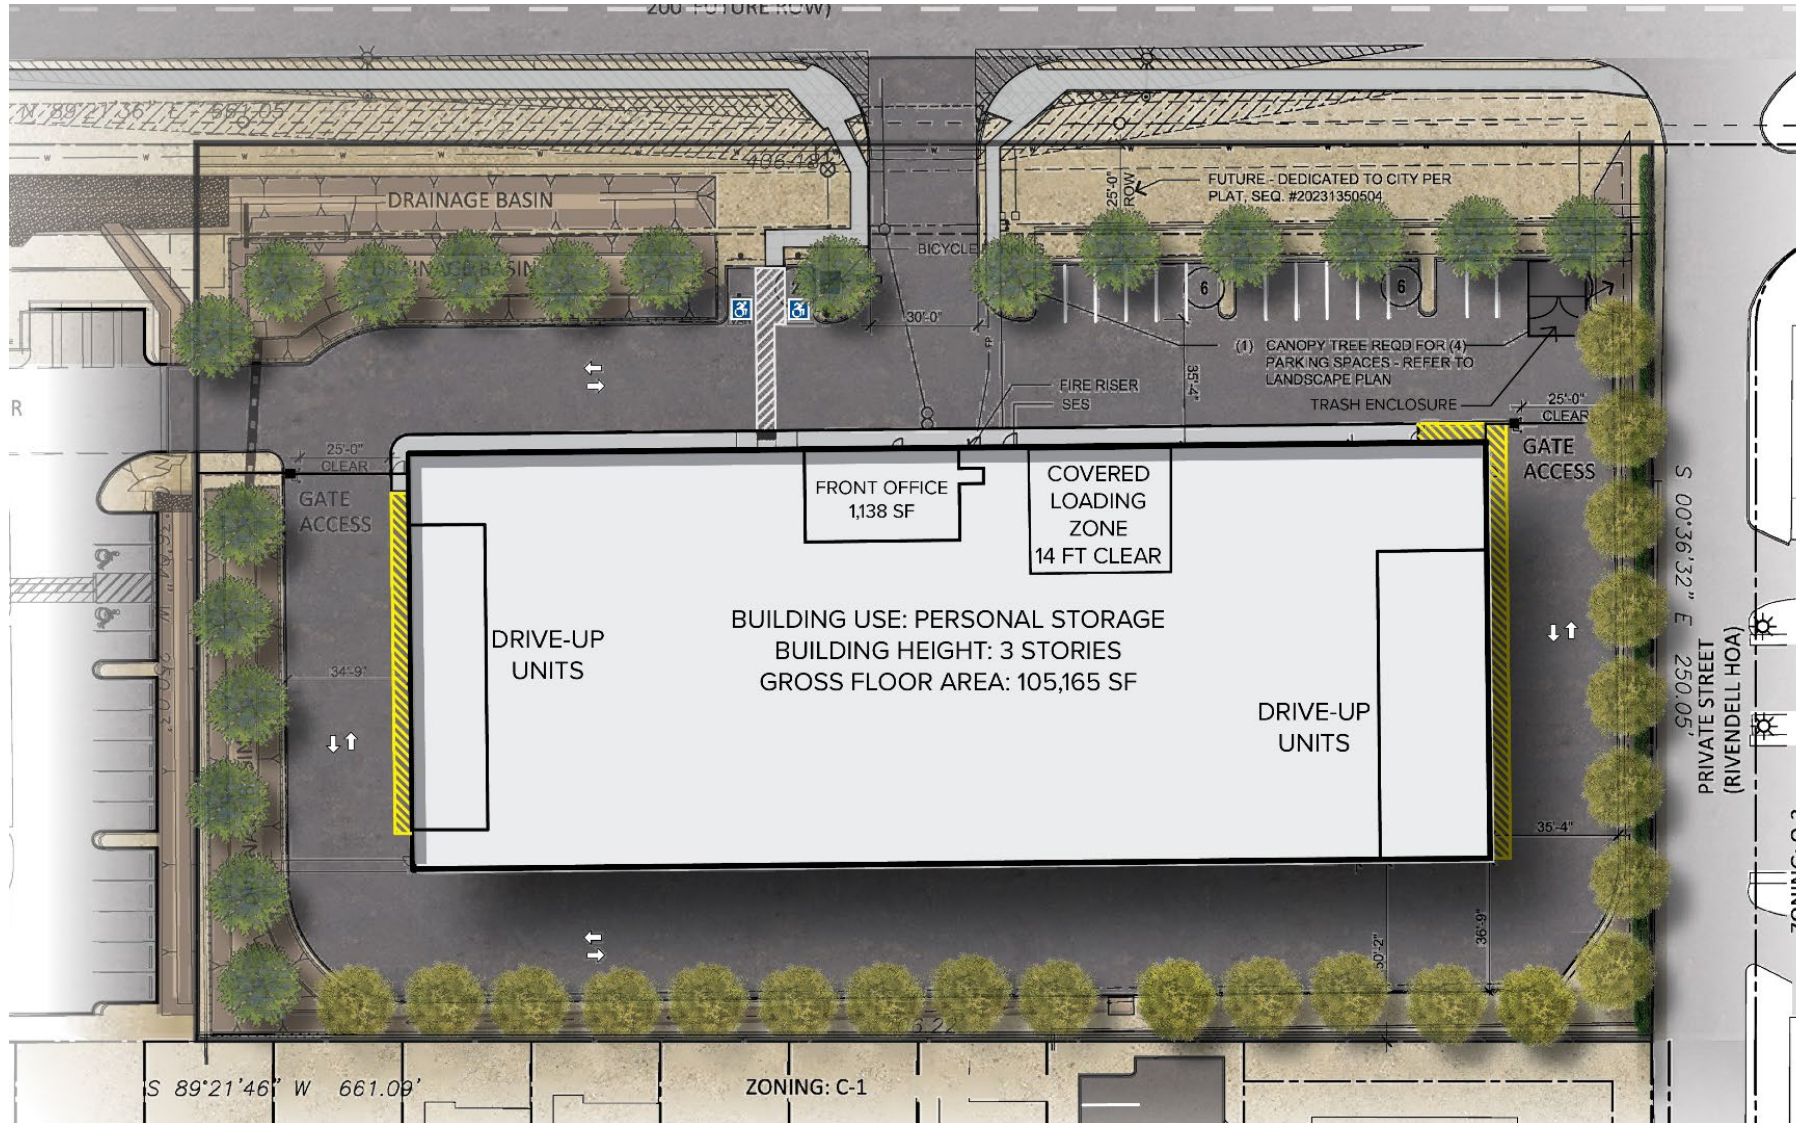 200' FUTURE ROW)
N 89°21'36" E 661.05
406.48'
DRAINAGE BASIN
DRAINAGE BASIN
25'-0"
ROW
FUTURE - DEDICATED TO CITY PER
PLAT, SEQ. #20231350504
BICYCLE
6
6
30'-0"
(1) CANOPY TREE REQD FOR (4)
PARKING SPACES - REFER TO
LANDSCAPE PLAN
35'-4"
FP
FIRE RISER
SES
TRASH ENCLOSURE
25'-0"
CLEAR
GATE
ACCESS
25'-0"
CLEAR
GATE
ACCESS
R
FRONT OFFICE
1,138 SF
COVERED
LOADING
ZONE
14 FT CLEAR
BUILDING USE: PERSONAL STORAGE
BUILDING HEIGHT: 3 STORIES
GROSS FLOOR AREA: 105,165 SF
DRIVE-UP
UNITS
DRIVE-UP
UNITS
34'-9"
35'-4"
36'-9"
S 00°36'32" E 250.05'
PRIVATE STREET
(RIVENDELL HOA)
S 89°21'46" W 661.09'
ZONING: C-1